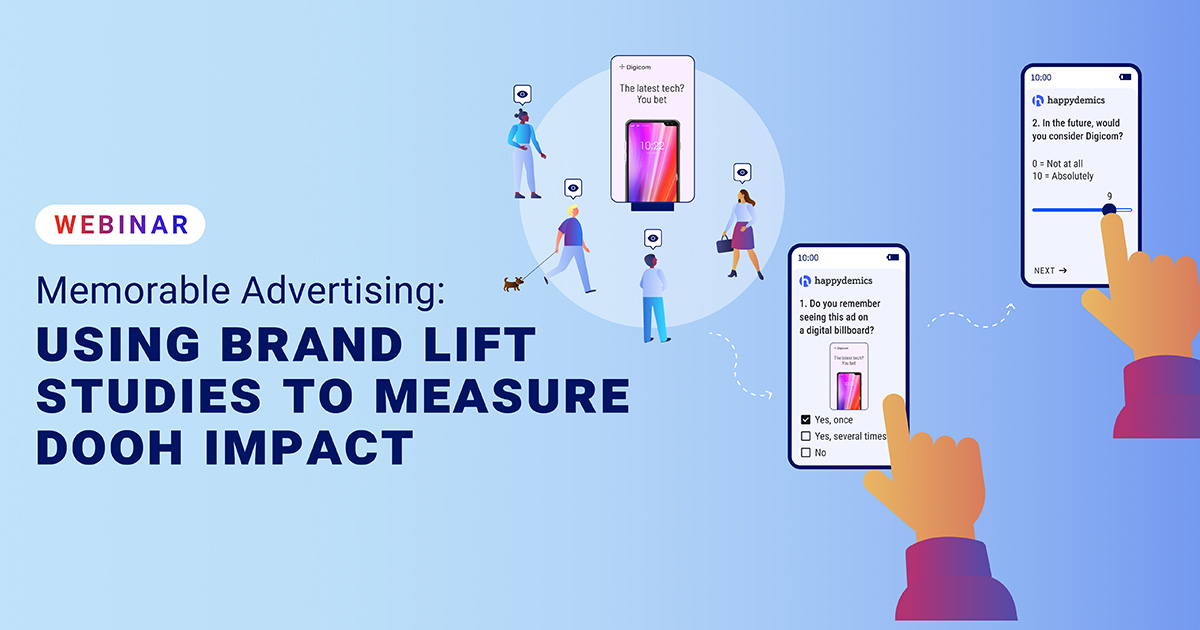 WEBINAR
Memorable Advertising:
USING BRAND LIFT
STUDIES TO MEASURE
DOOH IMPACT
Digicom
The latest tech?
You bet
10:22
10:00
happydemics
1. Do you remember
seeing this ad on
a digital billboard?
Digicom
The latest tech?
You bet
Yes, once
Yes, several times
No
10:00
happydemics
2. In the future, would
you consider Digicom?
0 = Not at all
10 = Absolutely
9
NEXT →